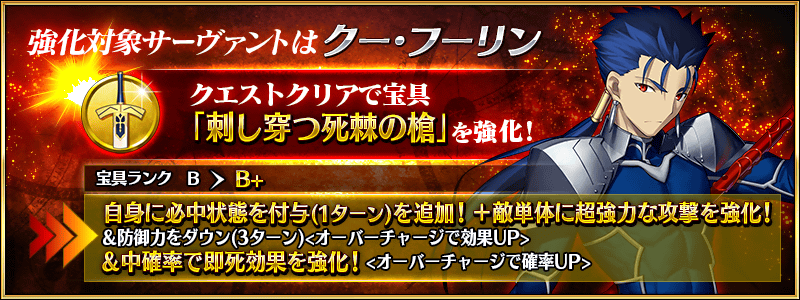 強化対象サーヴァントは クー・フーリン
クエストクリアで宝具
「刺し穿つ死棘の槍」を強化!
宝具ランク B > B+
自身に必中状態を付与(1ターン)を追加!+敵単体に超強力な攻撃を強化!
&防御力をダウン(3ターン)<オーバーチャージで効果UP>
&中確率で即死効果を強化!<オーバーチャージで確率UP>